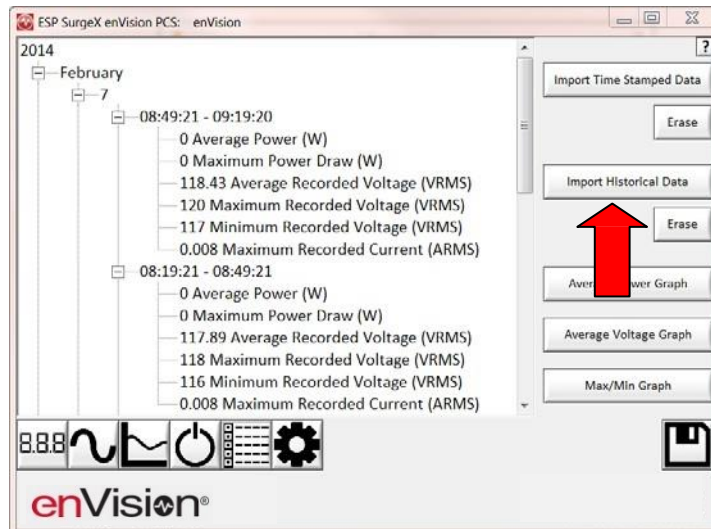 ESP SurgeX enVision PCS: enVision
2014
February
7
08:49:21 - 09:19:20
0 Average Power (W)
0 Maximum Power Draw (W)
118.43 Average Recorded Voltage (VRMS)
120 Maximum Recorded Voltage (VRMS)
117 Minimum Recorded Voltage (VRMS)
0.008 Maximum Recorded Current (ARMS)
08:19:21 - 08:49:21
0 Average Power (W)
0 Maximum Power Draw (W)
117.89 Average Recorded Voltage (VRMS)
118 Maximum Recorded Voltage (VRMS)
116 Minimum Recorded Voltage (VRMS)
0.008 Maximum Recorded Current (ARMS)
?
Import Time Stamped Data
Erase
Import Historical Data
Erase
Graph
Average Voltage Graph
Max/Min Graph
8.8.8
enVision®